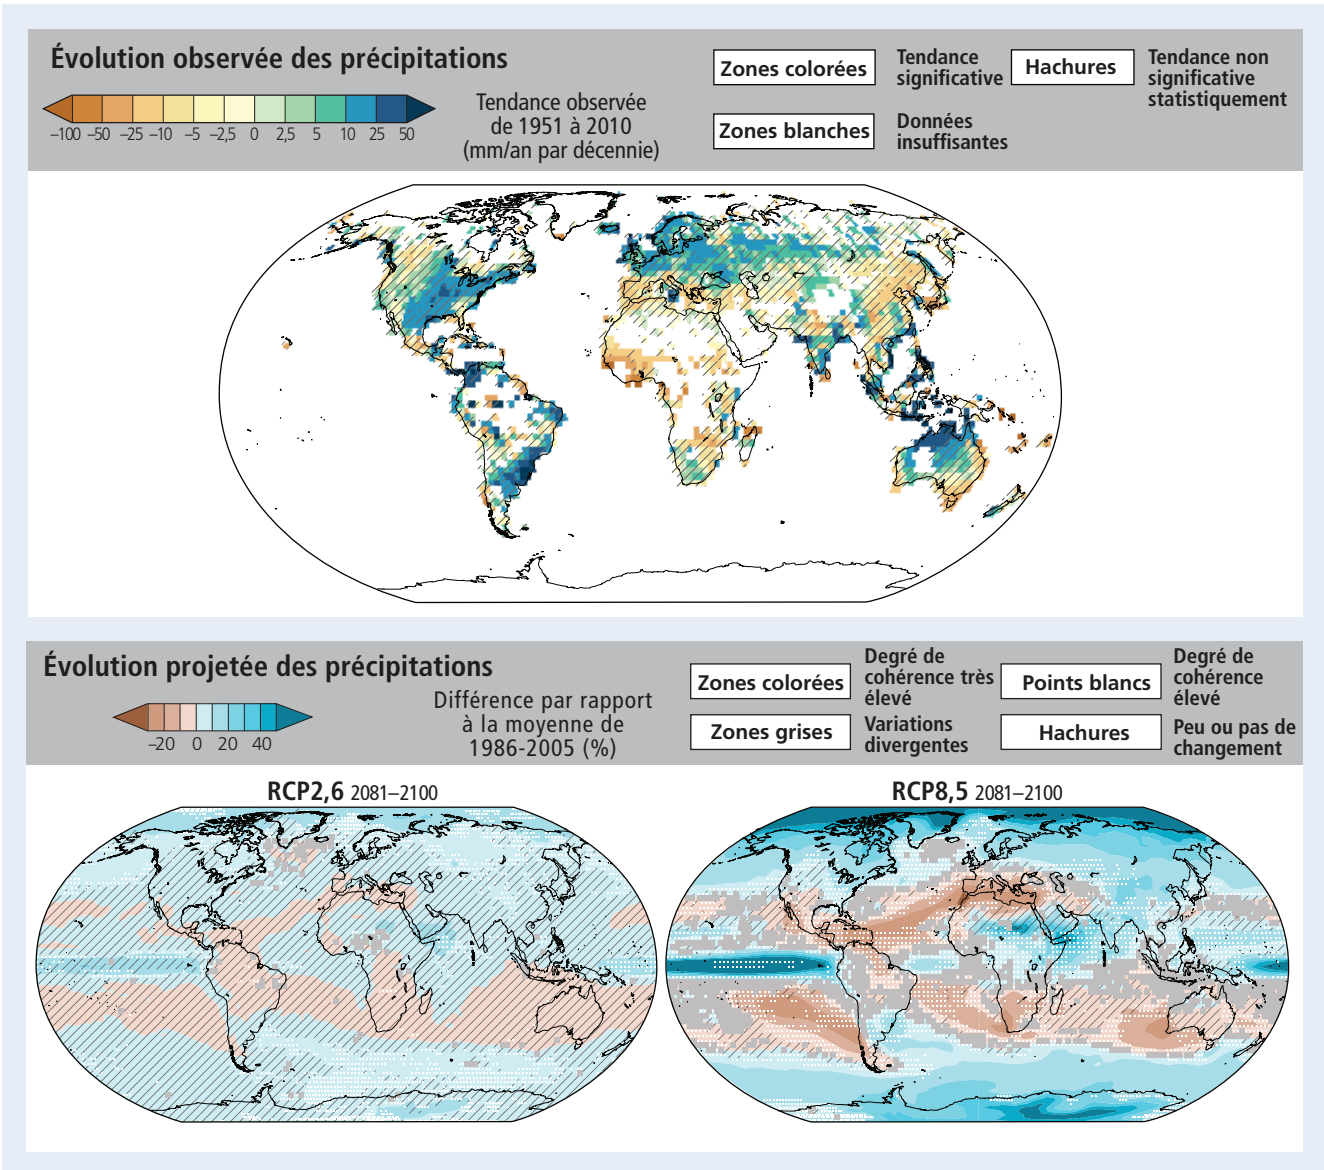 Évolution observée des précipitations
–100 –50 –25 –10 –5 –2,5 0 2,5 5 10 25 50
Tendance observée
de 1951 à 2010
(mm/an par décennie)
Zones colorées
Tendance
significative
Hachures
Tendance non
significative
statistiquement
Zones blanches
Données
insuffisantes
Évolution projetée des précipitations
–20 0 20 40
Différence par rapport
à la moyenne de
1986-2005 (%)
Zones colorées
Degré de
cohérence très
élevé
Points blancs
Degré de
cohérence
élevé
Zones grises
Variations
divergentes
Hachures
Peu ou pas de
changement
RCP2,6 2081–2100
RCP8,5 2081–2100